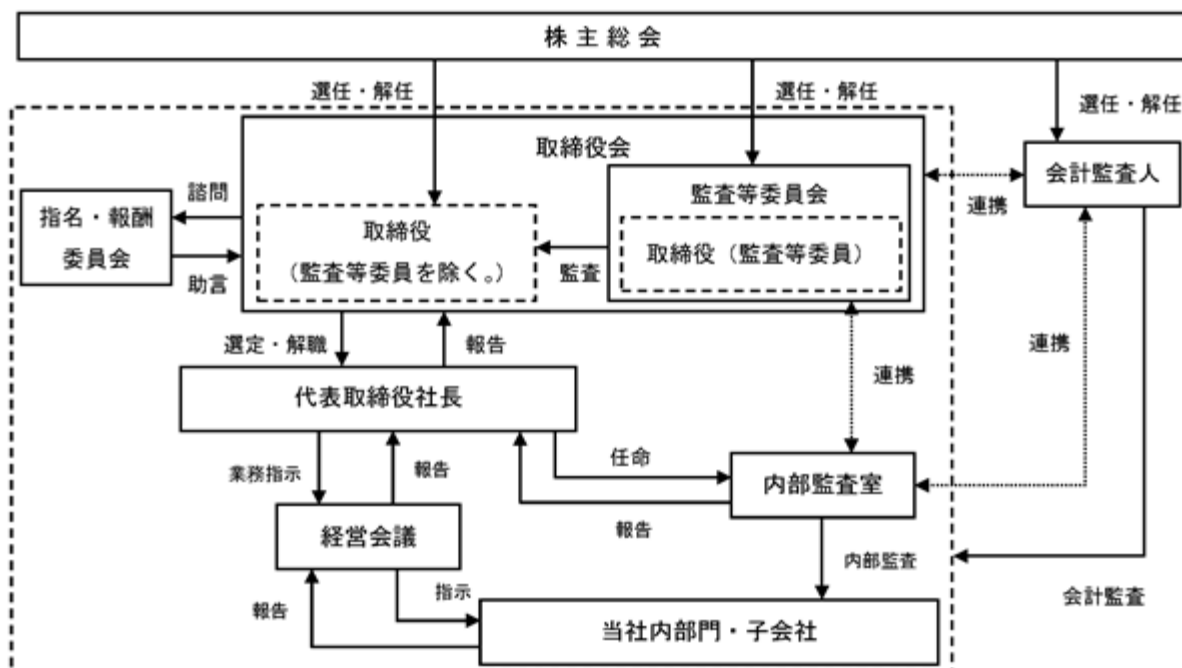 株主総会
選任・解任
選任・解任
選任・解任
取締役会
会計監査人
監査等委員会
諮問
連携
指名・報酬
委員会
取締役
(監査等委員を除く。)
監査
取締役(監査等委員)
助言
選定・解職
報告
連携
連携
代表取締役社長
業務指示
報告
任命
内部監査室
報告
経営会議
内部監査
会計監査
報告
指示
当社内部門・子会社